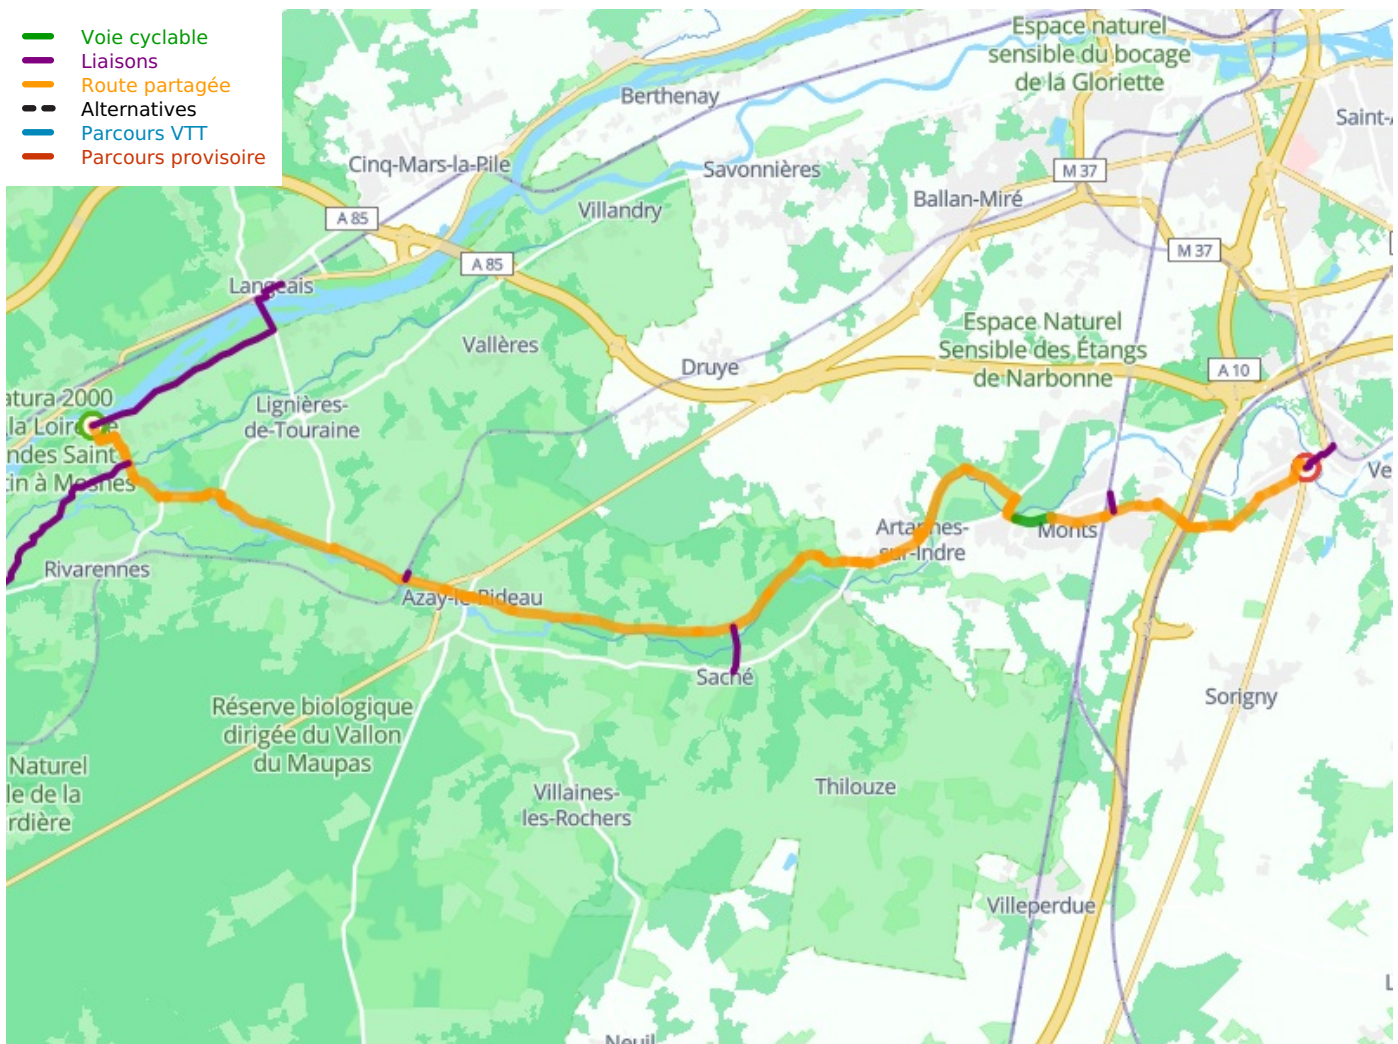 Voie cyclable
Liaisons
Route partagée
Alternatives
Parcours VTT
Parcours provisoire
Espace naturel
sensible du bocage
de la Gloriette
Berthenay
Saint-A
Cinq-Mars-la-Pile
Savonnières
M 37
Ballan-Miré
Villandry
A 85
M 37
A 85
Langeais
Espace Naturel
Sensible des Étangs
de Narbonne
Vallères
Druye
A 10
atura 2000
la Loire
ndes Saint
tin à Mosnes
Lignières-
de-Touraine
Ve
Artannes-
sur-Indre
Monts
Rivarennes
Azay-le-Rideau
Saché
Sorigny
Réserve biologique
dirigée du Vallon
du Maupas
Naturel
le de la
rdière
Thilouze
Villaines-
les-Rochers
Villeperdue
L
Neuil